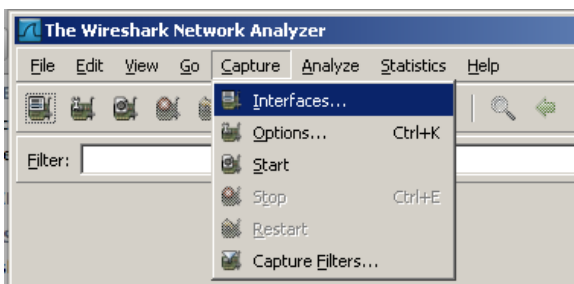 The Wireshark Network Analyzer
File Edit View Go Capture Analyze Statistics Help
Interfaces...
Options... Ctrl+K
Start
Filter:
Stop Ctrl+E
Restart
Capture Filters...